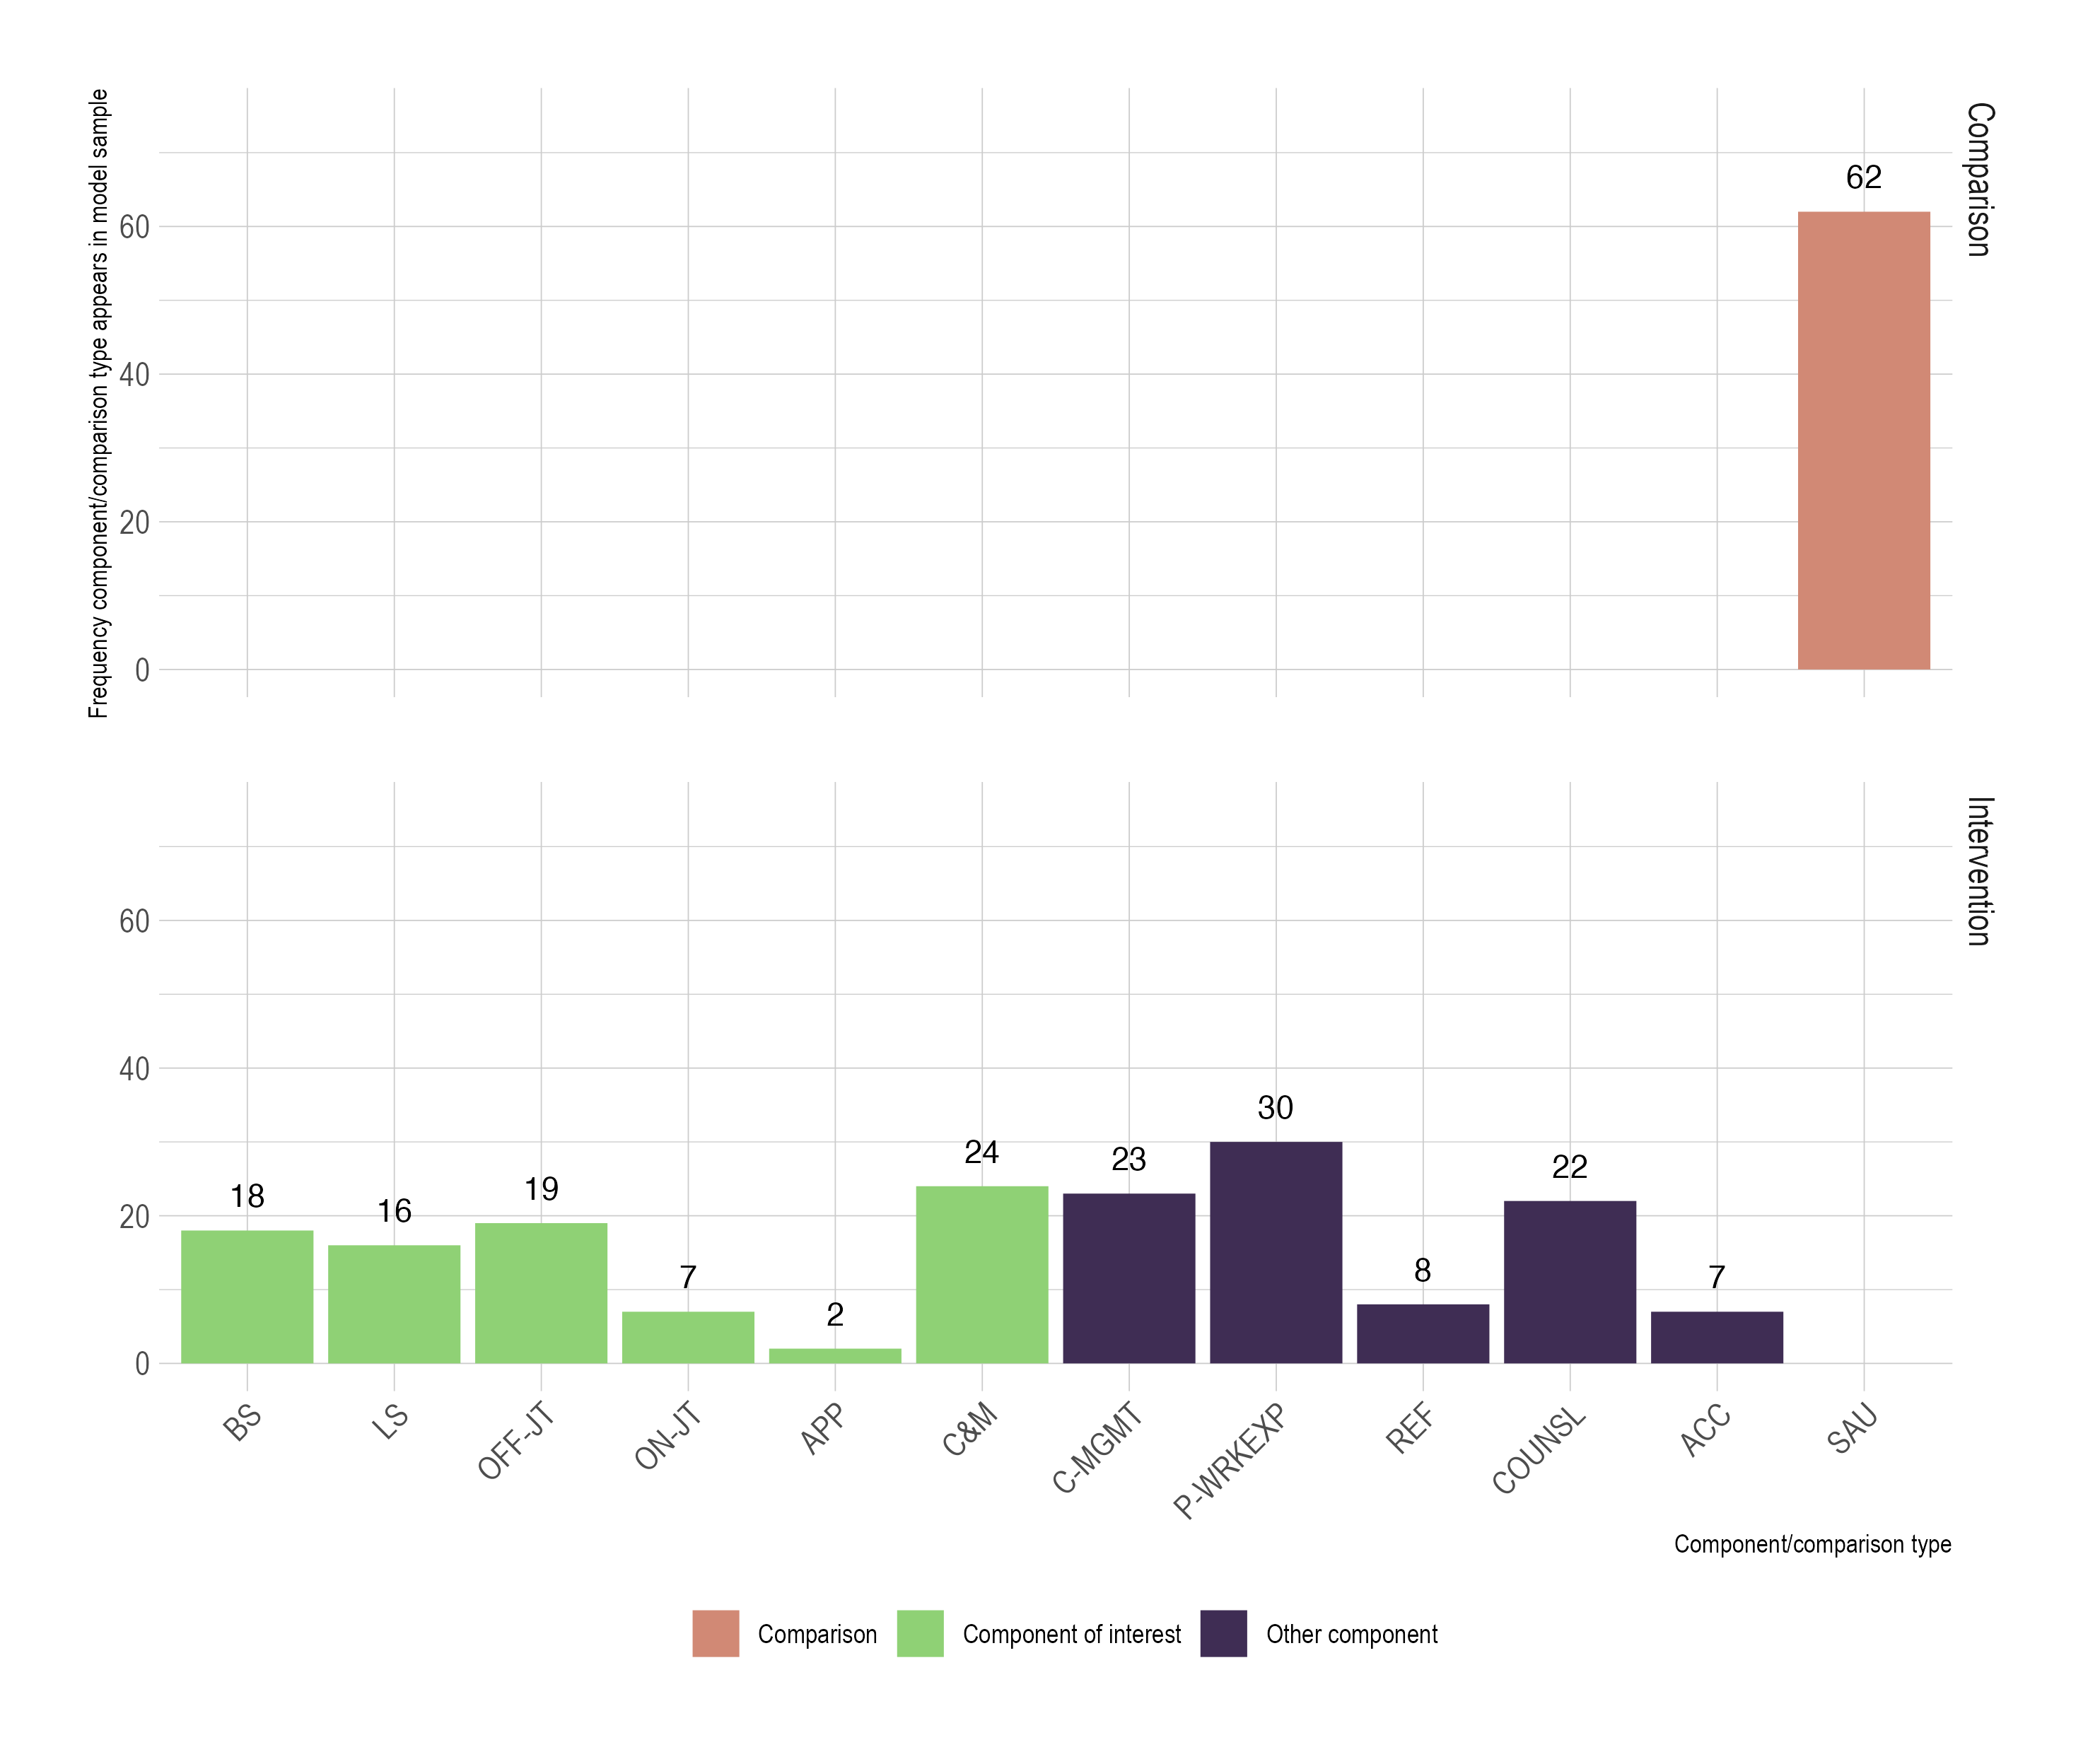 Frequency component/comparison type appears in model sample
Comparison
62
60
40
20
0
Intervention
60
40
20
0
18
16
19
7
2
24
23
30
8
22
7
BS
LS
OFF-JT
ON-JT
APP
C&M
C-MGMT
P-WRKEXP
REF
COUNSL
ACC
SAU
Component/comparison type
Comparison
Component of interest
Other component